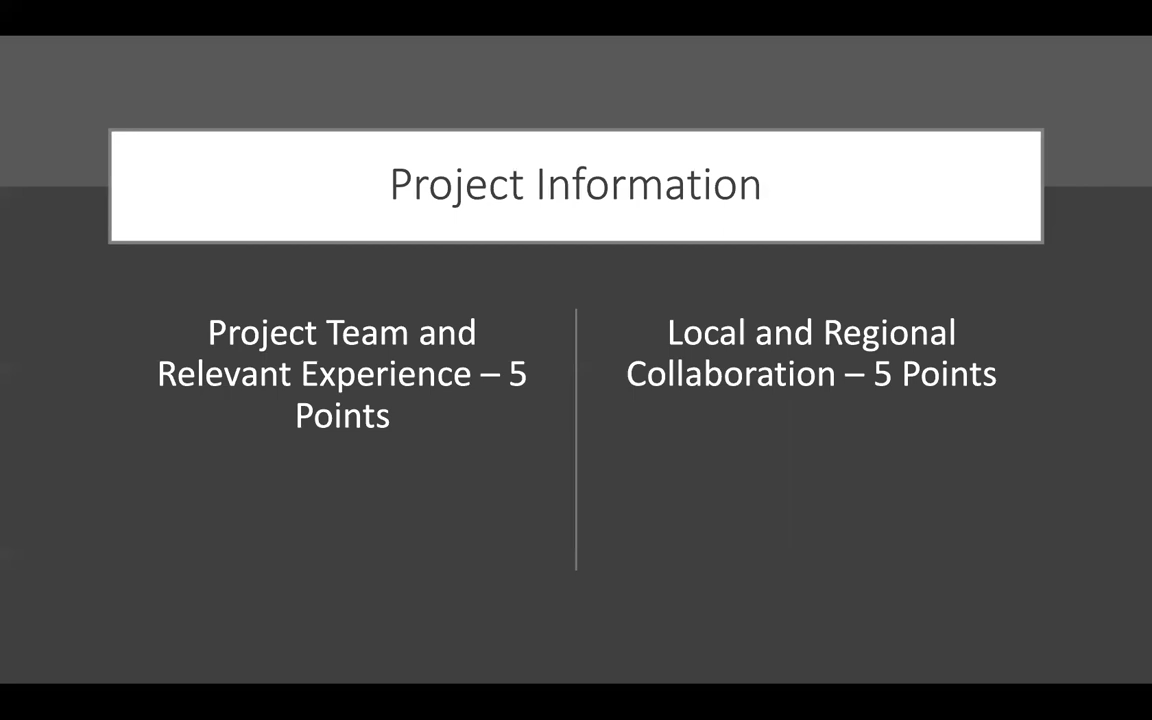 Project Information
Project Team and
Relevant Experience – 5
Points
Local and Regional
Collaboration – 5 Points